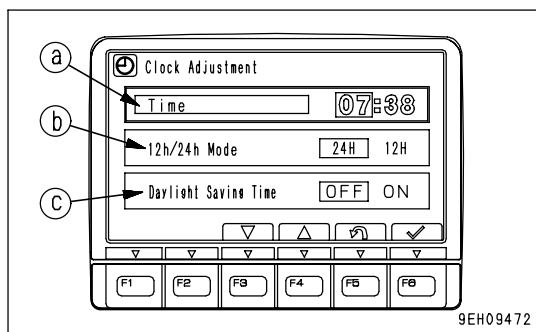 Clock Adjustment
a
Time 07:38
b
12h/24h Mode 24H 12H
c
Daylight Saving Time OFF ON
F1 F2 F3 F4 F5 F6
9EH09472